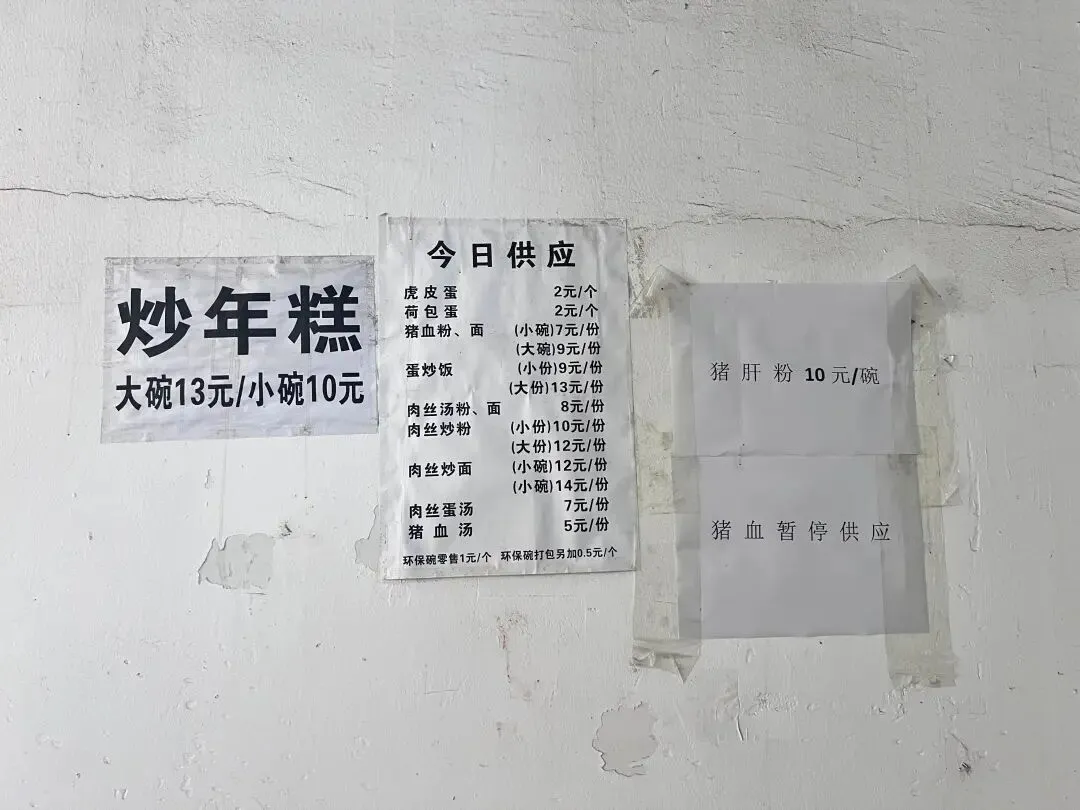 炒年糕
大碗13元/小碗10元
今日供应
虎皮蛋 2元/个
荷包蛋 2元/个
猪血粉、面 (小碗)7元/份
(大碗)9元/份
蛋炒饭 (小份)9元/份
(大份)13元/份
肉丝汤粉、面 8元/份
肉丝炒粉 (小份)10元/份
(大份)12元/份
肉丝炒面 (小碗)12元/份
(小碗)14元/份
肉丝蛋汤 7元/份
猪血汤 5元/份
环保碗零售1元/个 环保碗打包另加0.5元/个
猪肝粉10元/碗
猪血暂停供应